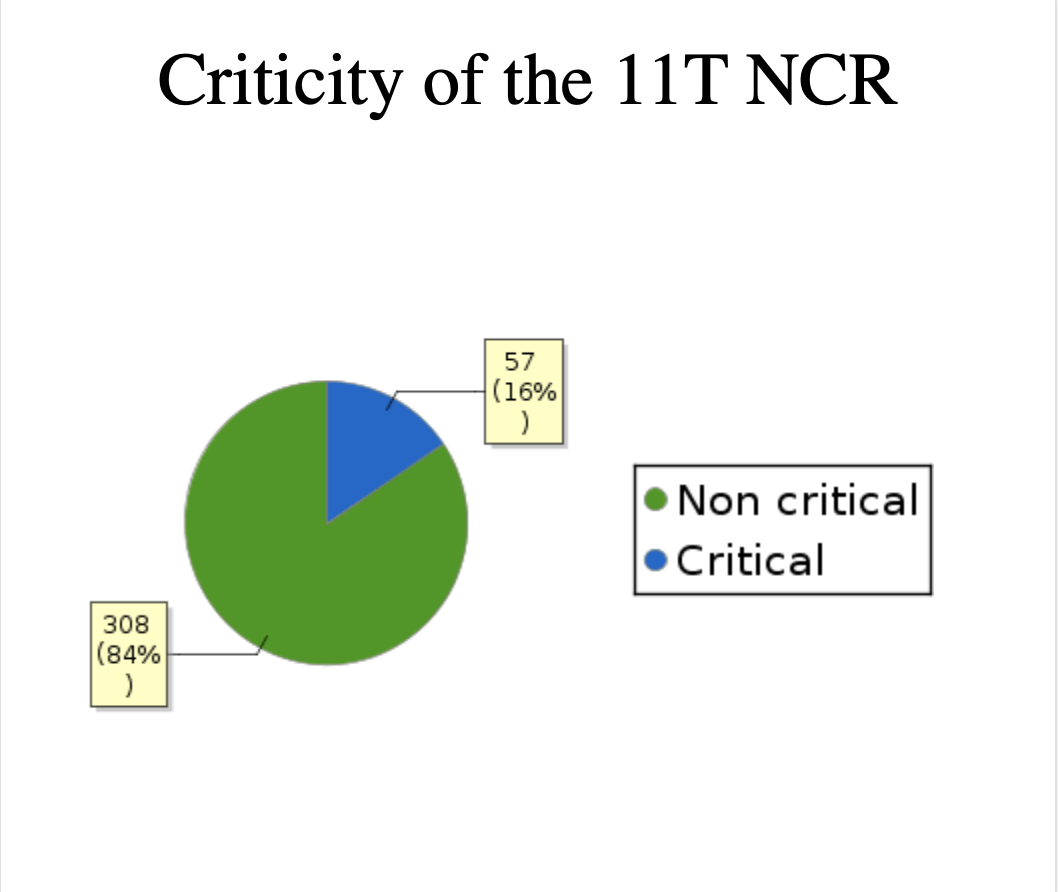 Criticity of the 11T NCR
57
(16%
)
308
(84%
)
Non critical
Critical